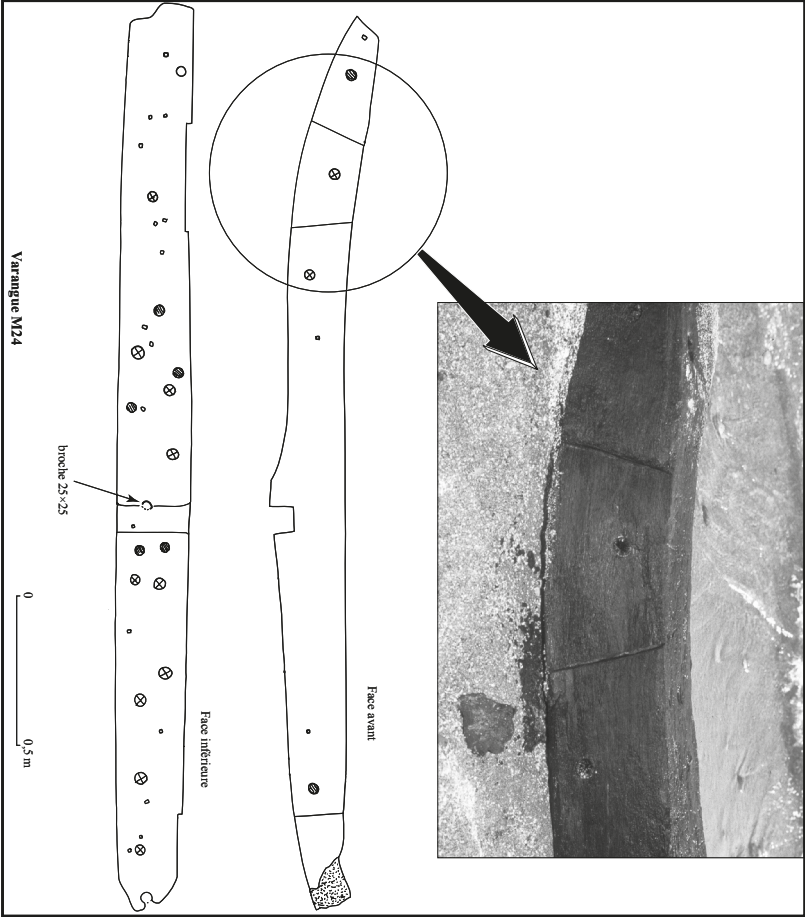 Face avant
Face inférieure
broche 25×25
0
0,5 m
Varangue M24